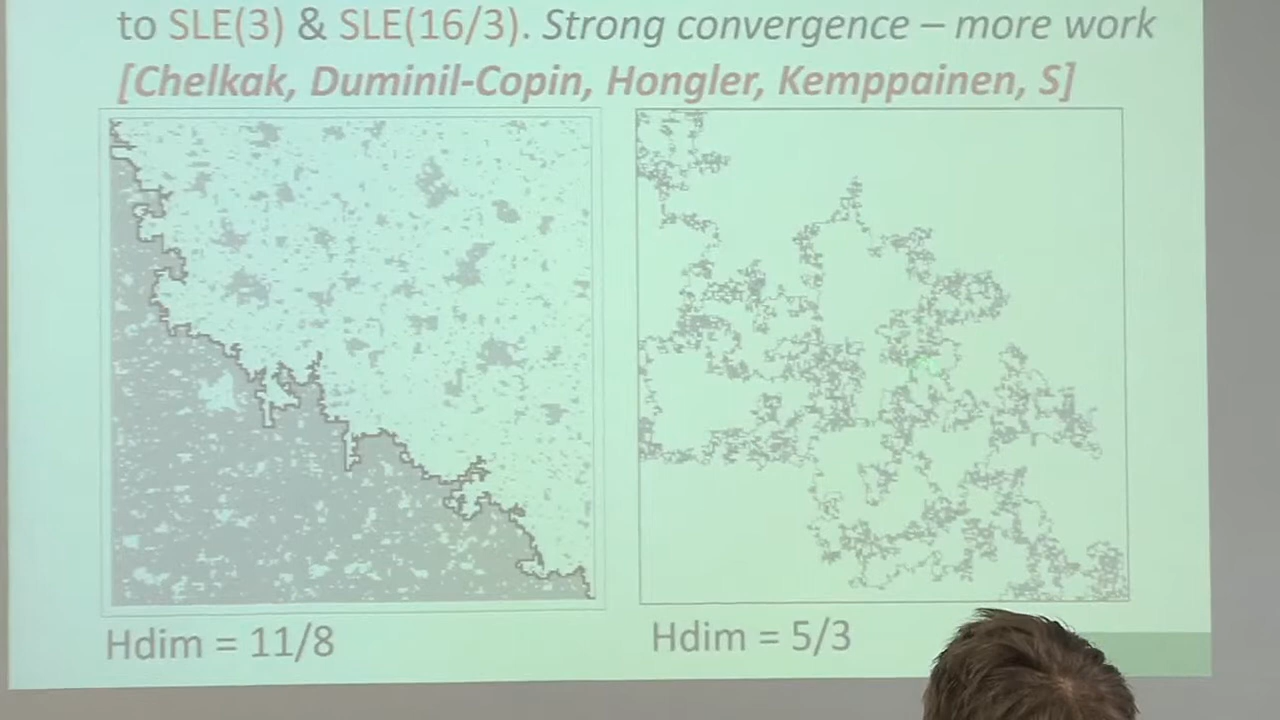 to SLE(3) & SLE(16/3). Strong convergence – more work
[Chelkak, Duminil-Copin, Hongler, Kemppainen, S]
Hdim = 11/8
Hdim = 5/3